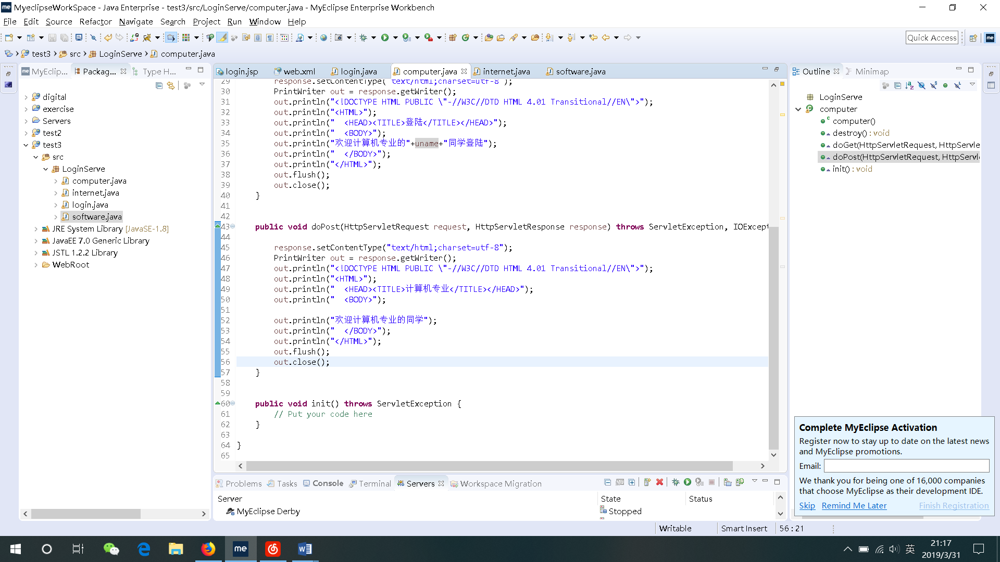 MyeclipseWorkSpace - Java Enterprise - test3/src/LoginServe/computer.java - MyEclipse Enterprise Workbench
File Edit Source Refactor Navigate Search Project Run Window Help
Quick Access
test3 src LoginServe computer.java
MyEclip... Packag... Type H...
digital
exercise
Servers
test2
test3
src
LoginServe
computer.java
internet.java
login.java
software.java
JRE System Library [JavaSE-1.8]
JavaEE 7.0 Generic Library
JSTL 1.2.2 Library
WebRoot
login.jsp web.xml login.java computer.java internet.java software.java
29 response.setContentType("text/html;charset=utf-8");
30 PrintWriter out = response.getWriter();
31 out.println("<!DOCTYPE HTML PUBLIC \"-//W3C//DTD HTML 4.01 Transitional//EN\">");
32 out.println("<HTML>");
33 out.println("  <HEAD><TITLE>登陆</TITLE></HEAD>");
34 out.println("  <BODY>");
35 out.println("欢迎计算机专业的"+uname+"同学登陆");
36 out.println("  </BODY>");
37 out.println("</HTML>");
38 out.flush();
39 out.close();
40 }
41
42
43 public void doPost(HttpServletRequest request, HttpServletResponse response) throws ServletException, IOExcept
44
45 response.setContentType("text/html;charset=utf-8");
46 PrintWriter out = response.getWriter();
47 out.println("<!DOCTYPE HTML PUBLIC \"-//W3C//DTD HTML 4.01 Transitional//EN\">");
48 out.println("<HTML>");
49 out.println("  <HEAD><TITLE>计算机专业</TITLE></HEAD>");
50 out.println("  <BODY>");
51
52 out.println("欢迎计算机专业的同学");
53 out.println("  </BODY>");
54 out.println("</HTML>");
55 out.flush();
56 out.close();
57 }
58
59
60 public void init() throws ServletException {
61 // Put your code here
62 }
63
64 }
65
Outline Minimap
LoginServe
computer
computer()
destroy() : void
doGet(HttpServletRequest, HttpServle
doPost(HttpServletRequest, HttpServl
init() : void
Problems Tasks Console Terminal Servers Workspace Migration
Server State Status
MyEclipse Derby Stopped
Complete MyEclipse Activation
Register now to stay up to date on the latest news
and MyEclipse promotions.
Email:
We thank you for being one of 16,000 companies
that choose MyEclipse as their development IDE.
Skip Remind Me Later Finish Registration
Writable Smart Insert 56 : 21
me
英
21:17
2019/3/31